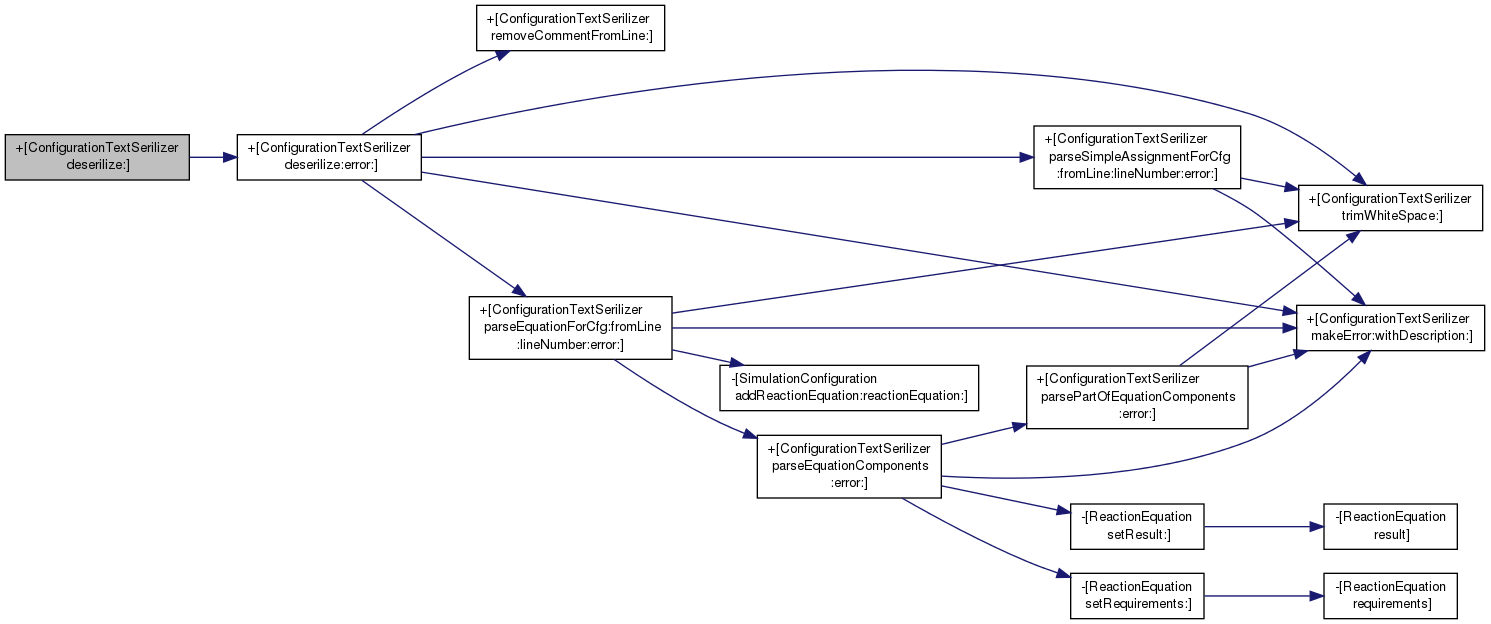 +[ConfigurationTextSerilizer
deserilize:]
+[ConfigurationTextSerilizer
deserilize:error:]
+[ConfigurationTextSerilizer
removeCommentFromLine:]
+[ConfigurationTextSerilizer
parseSimpleAssignmentForCfg
:fromLine:lineNumber:error:]
+[ConfigurationTextSerilizer
trimWhiteSpace:]
+[ConfigurationTextSerilizer
parseEquationForCfg:fromLine
:lineNumber:error:]
+[ConfigurationTextSerilizer
makeError:withDescription:]
-[SimulationConfiguration
addReactionEquation:reactionEquation:]
+[ConfigurationTextSerilizer
parsePartOfEquationComponents
:error:]
+[ConfigurationTextSerilizer
parseEquationComponents
:error:]
-[ReactionEquation
setResult:]
-[ReactionEquation
result]
-[ReactionEquation
setRequirements:]
-[ReactionEquation
requirements]